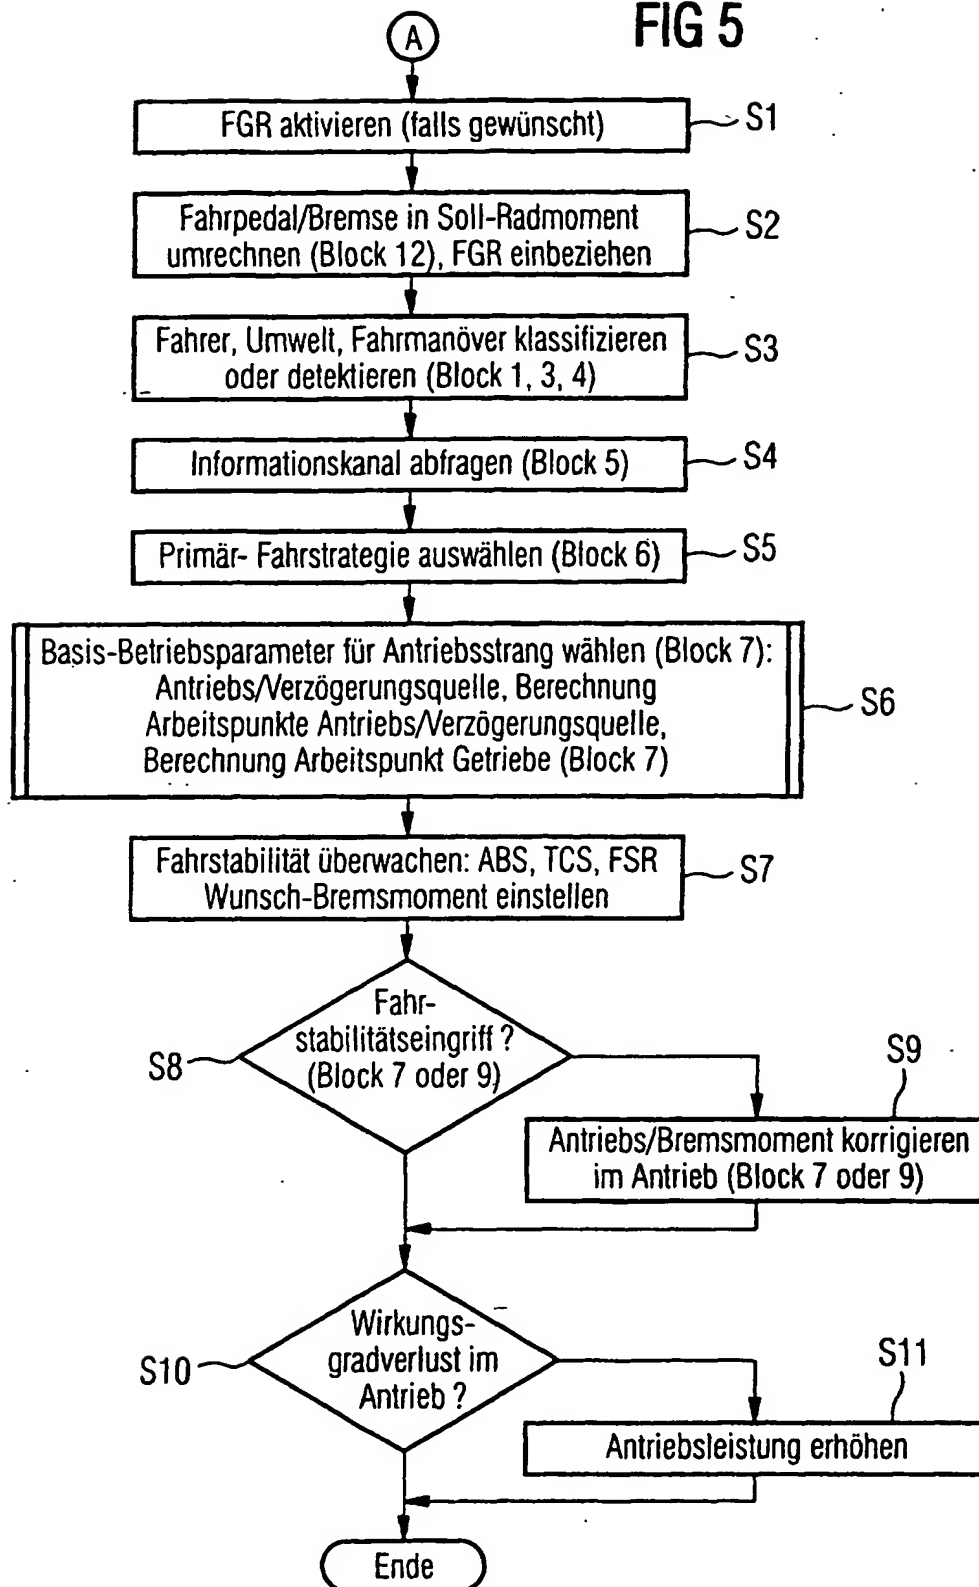 FIG 5
A
FGR aktivieren (falls gewünscht)
S1
Fahrpedal/Bremse in Soll-Radmoment
umrechnen (Block 12), FGR einbeziehen
S2
Fahrer, Umwelt, Fahrmanöver klassifizieren
oder detektieren (Block 1, 3, 4)
S3
Informationskanal abfragen (Block 5)
S4
Primär- Fahrstrategie auswählen (Block 6)
S5
Basis-Betriebsparameter für Antriebsstrang wählen (Block 7):
Antriebs/Verzögerungsquelle, Berechnung
Arbeitspunkte Antriebs/Verzögerungsquelle,
Berechnung Arbeitspunkt Getriebe (Block 7)
S6
Fahrstabilität überwachen: ABS, TCS, FSR
Wunsch-Bremsmoment einstellen
S7
Fahr-
stabilitätseingriff ?
(Block 7 oder 9)
S8
S9
Antriebs/Bremsmoment korrigieren
im Antrieb (Block 7 oder 9)
Wirkungs-
gradverlust im
Antrieb ?
S10
S11
Antriebsleistung erhöhen
Ende